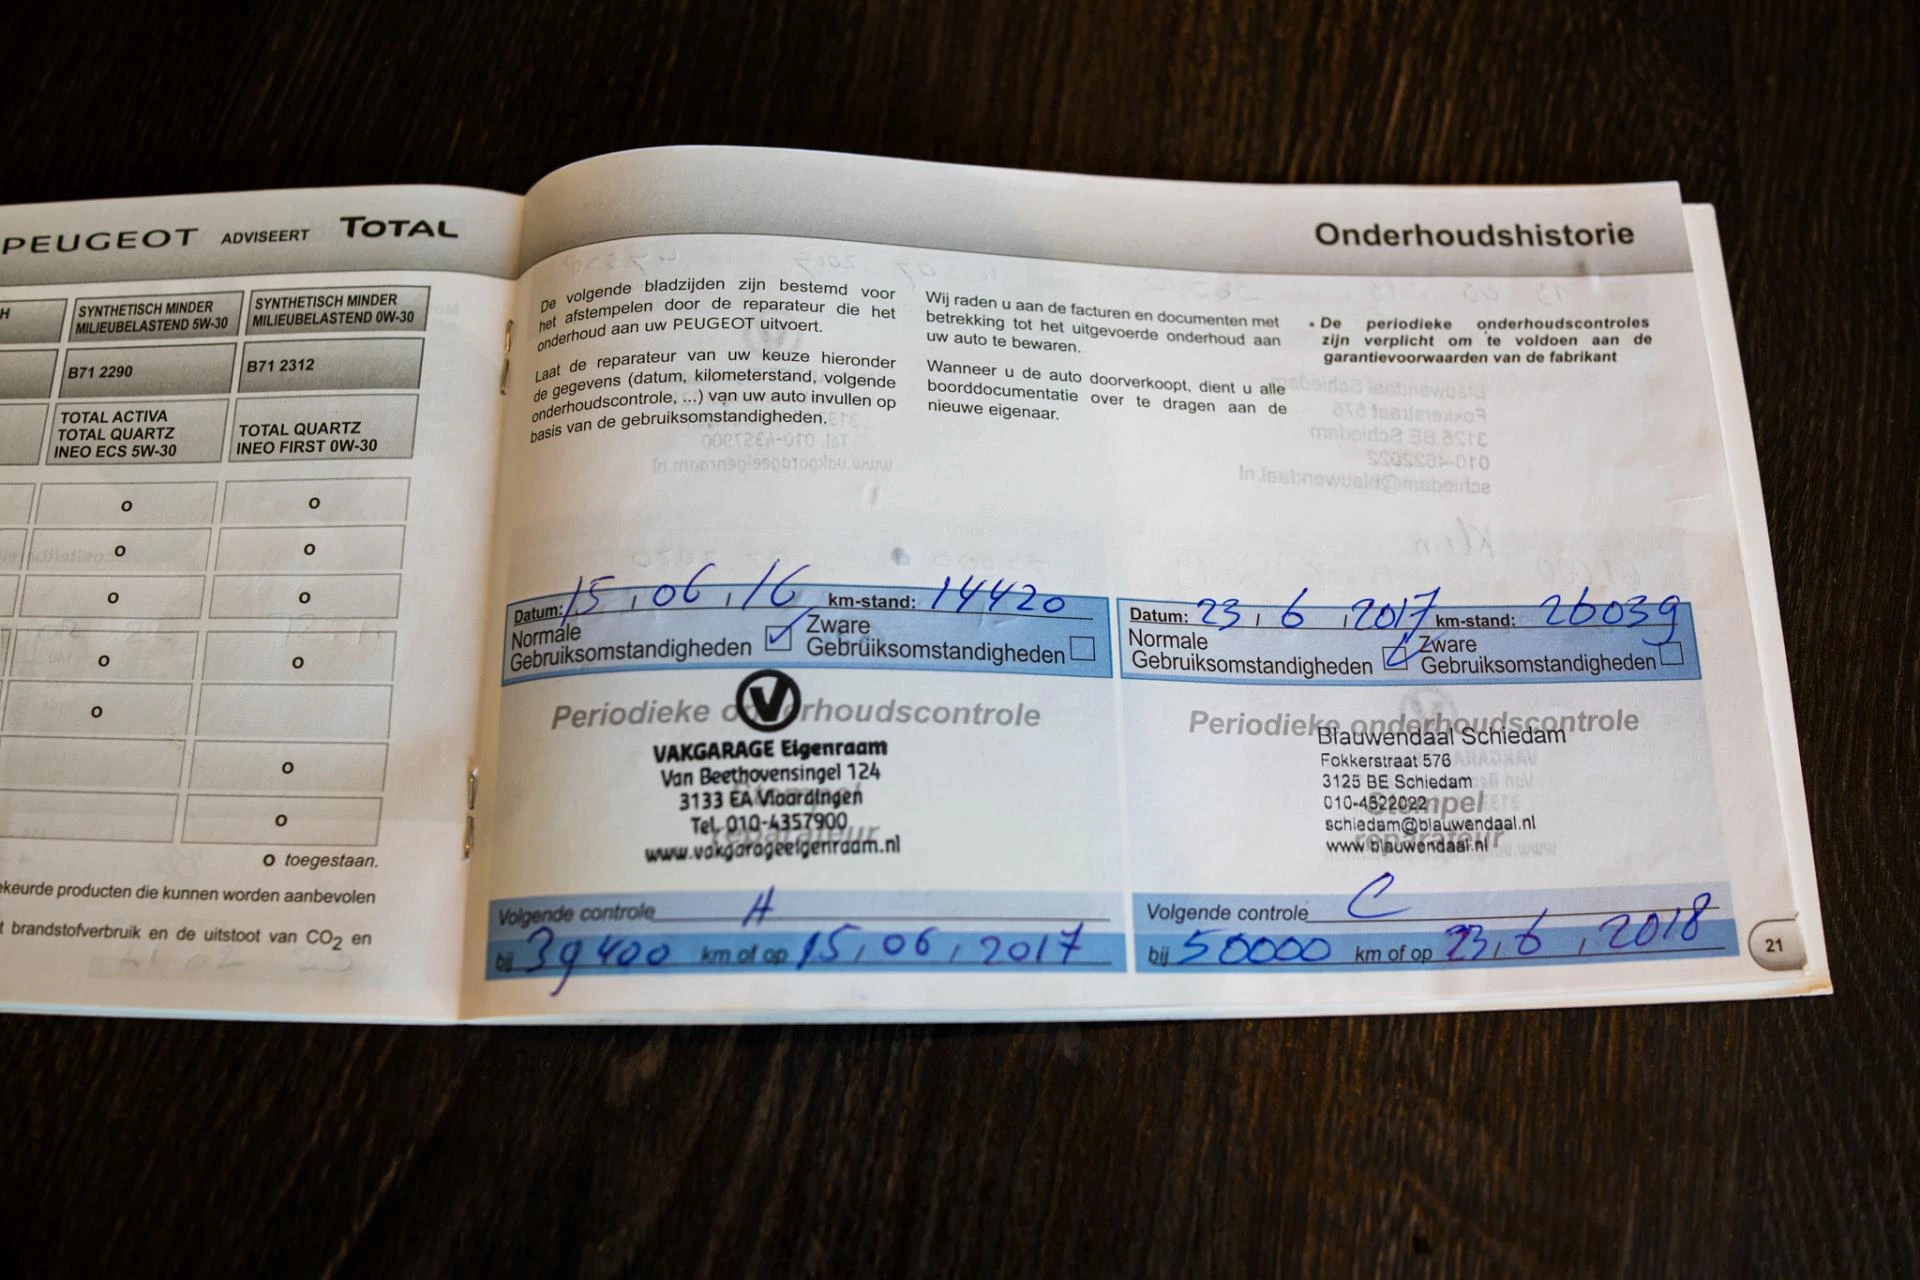 PEUGEOT ADVISEERT TOTAL
H
SYNTHETISCH MINDER
MILIEUBELASTEND 5W-30
SYNTHETISCH MINDER
MILIEUBELASTEND 0W-30
B71 2290
B71 2312
TOTAL ACTIVA
TOTAL QUARTZ
INEO ECS 5W-30
TOTAL QUARTZ
INEO FIRST 0W-30
o o
o o
o o
o o
o
o
o
o toegestaan.
ekeurde producten die kunnen worden aanbevolen
t brandstofverbruik en de uitstoot van CO2 en
Onderhoudshistorie
De volgende bladzijden zijn bestemd voor
het afstempelen door de reparateur die het
onderhoud aan uw PEUGEOT uitvoert.
Laat de reparateur van uw keuze hieronder
de gegevens (datum, kilometerstand, volgende
onderhoudscontrole, ...) van uw auto invullen op
basis van de gebruiksomstandigheden.
Wij raden u aan de facturen en documenten met
betrekking tot het uitgevoerde onderhoud aan
uw auto te bewaren.
Wanneer u de auto doorverkoopt, dient u alle
boorddocumentatie over te dragen aan de
nieuwe eigenaar.
• De periodieke onderhoudscontroles
zijn verplicht om te voldoen aan de
garantievoorwaarden van de fabrikant
Datum: 15, 06, 16 km-stand: 14420
Normale
Gebruiksomstandigheden
Zware
Gebruiksomstandigheden
Periodieke onderhoudscontrole
V
VAKGARAGE Eigenraam
Van Beethovensingel 124
3133 EA Vlaardingen
Stempel
Tel. 010-4357900
reparateur
www.vakgarageeigenraam.nl
Volgende controle A
bij 39400 km of op 15, 06, 2017
Datum: 23, 6, 2017 km-stand: 26039
Normale
Gebruiksomstandigheden
Zware
Gebruiksomstandigheden
Periodieke onderhoudscontrole
Blauwendaal Schiedam
Fokkerstraat 576
3125 BE Schiedam
010-4622022
Stempel
schiedam@blauwendaal.nl
reparateur
www.blauwendaal.nl
Volgende controle C
bij 50000 km of op 23, 6, 2018
21